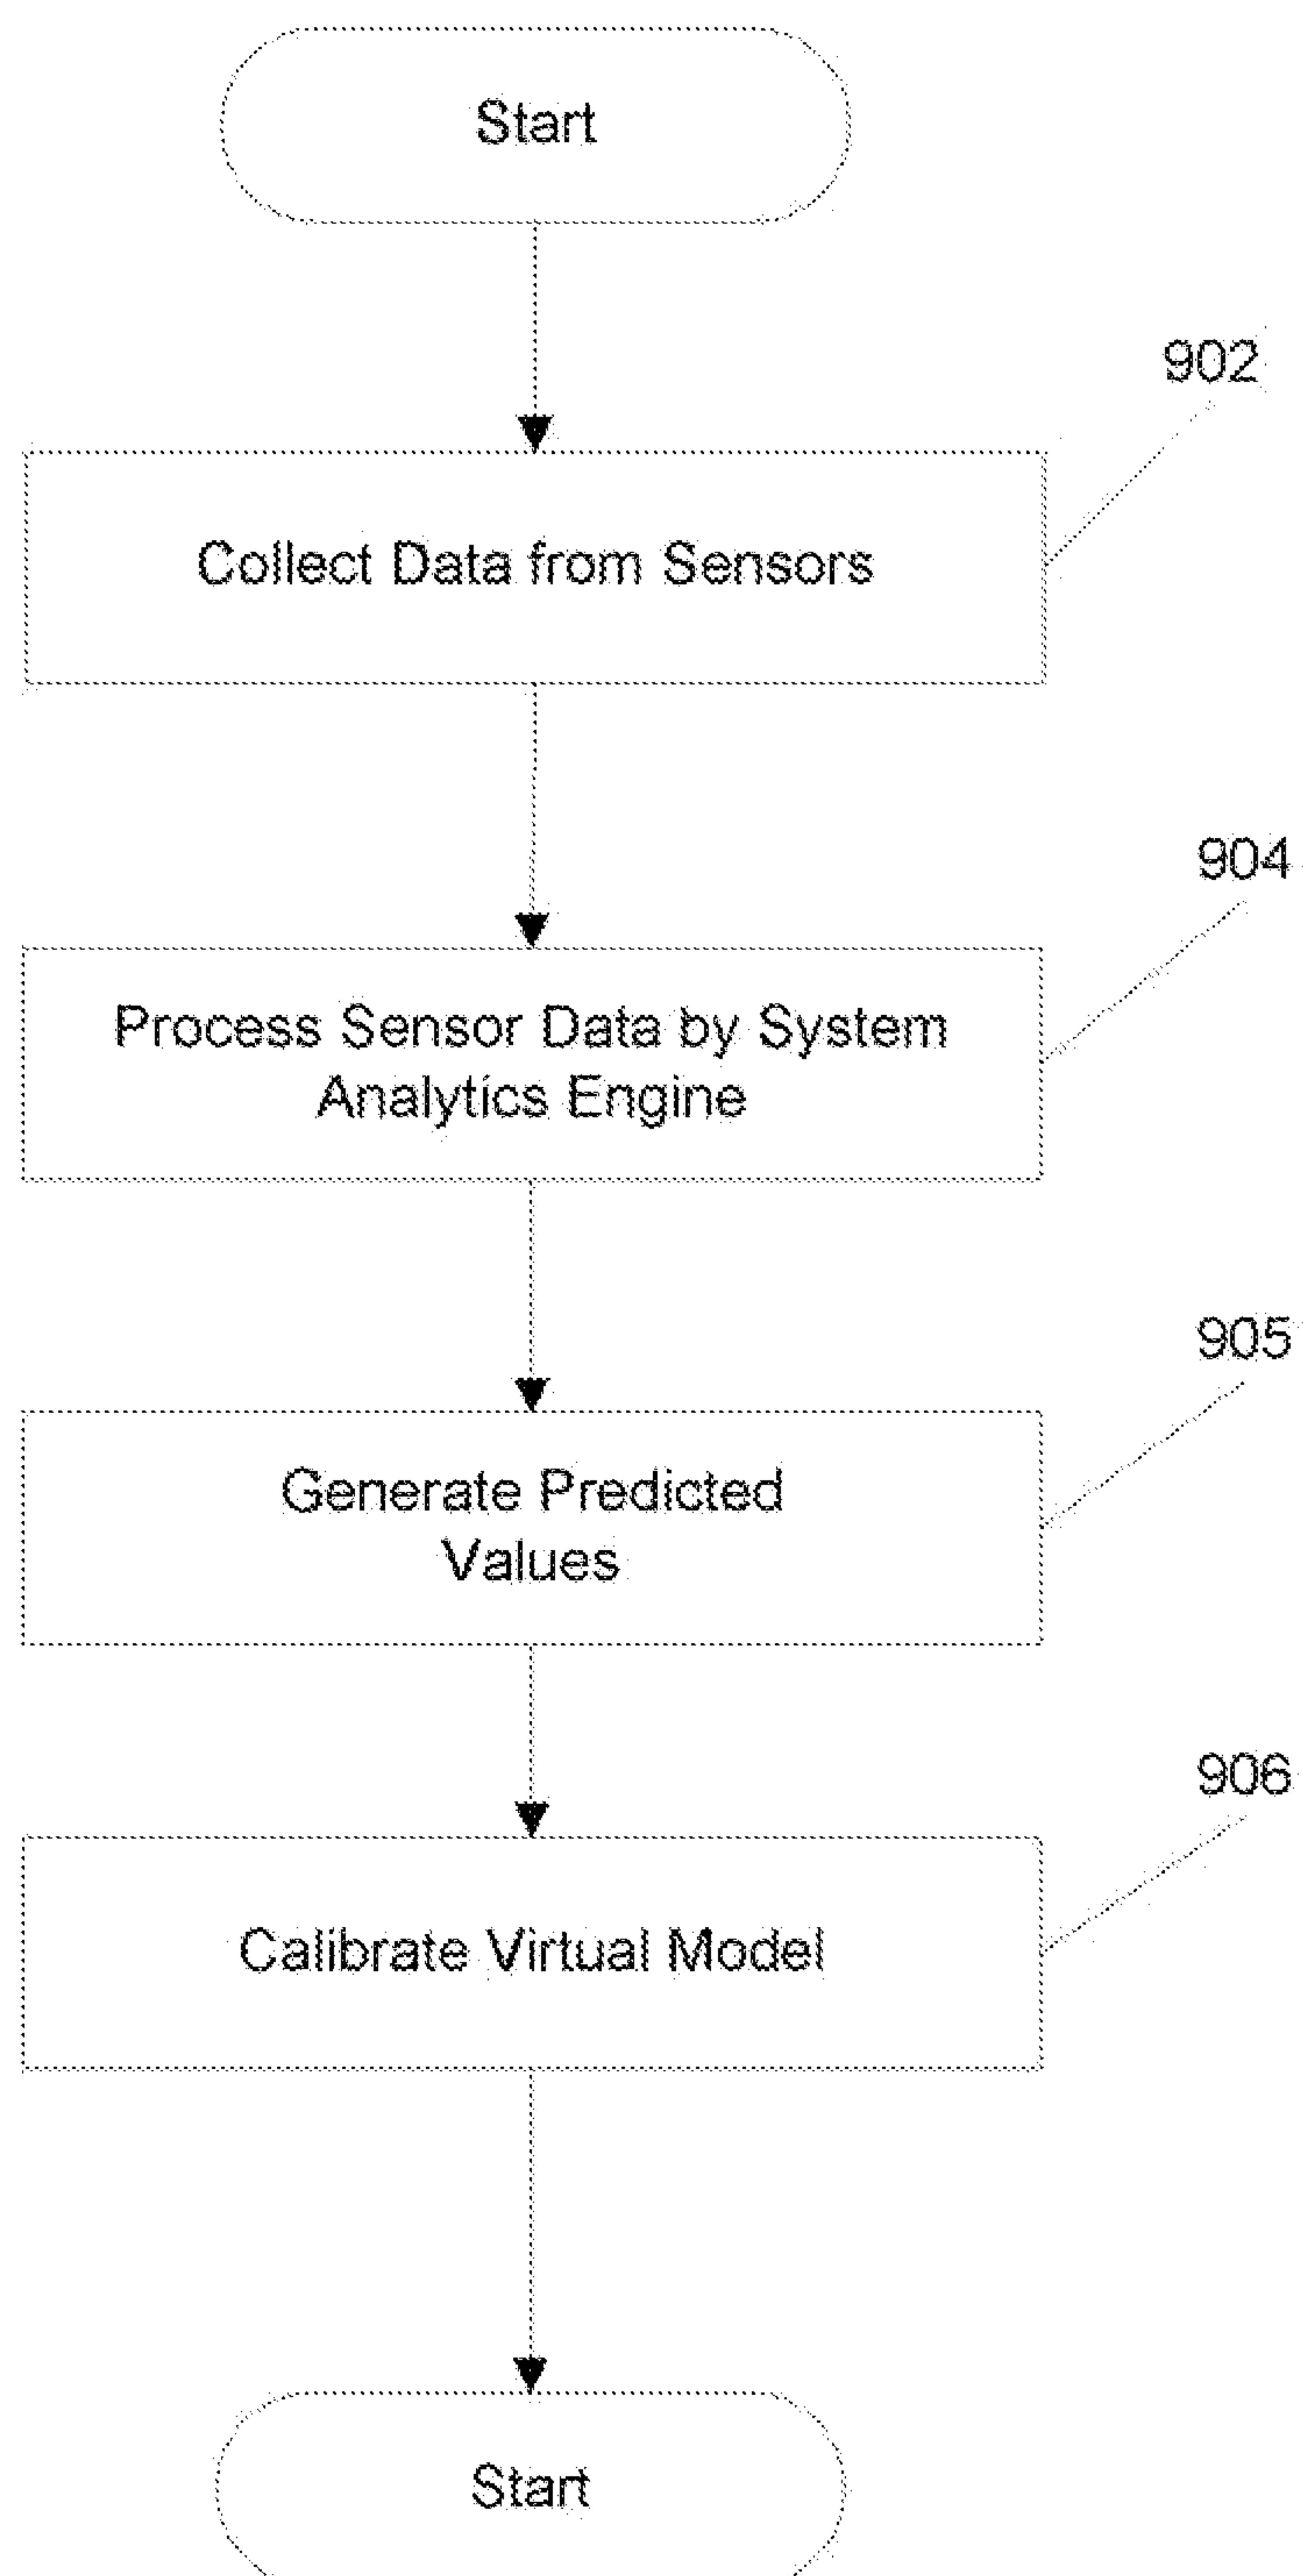 Start
902
Collect Data from Sensors
904
Process Sensor Data by System
Analytics Engine
905
Generate Predicted
Values
906
Calibrate Virtual Model
Start